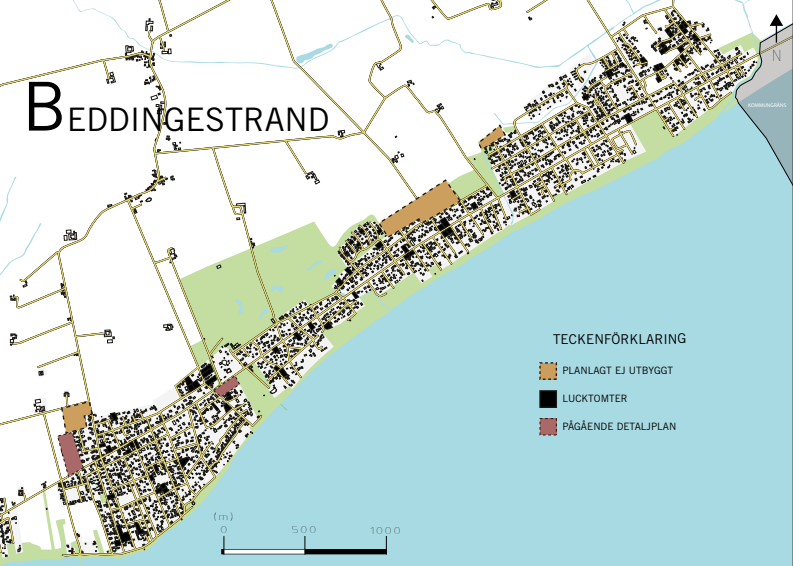 BEDDINGESTRAND
N
KOMMUNGRÄNS
TECKENFÖRKLARING
PLANLAGT EJ UTBYGGT
LUCKTOMTER
PÅGÅENDE DETALJPLAN
(m)
0 500 1000